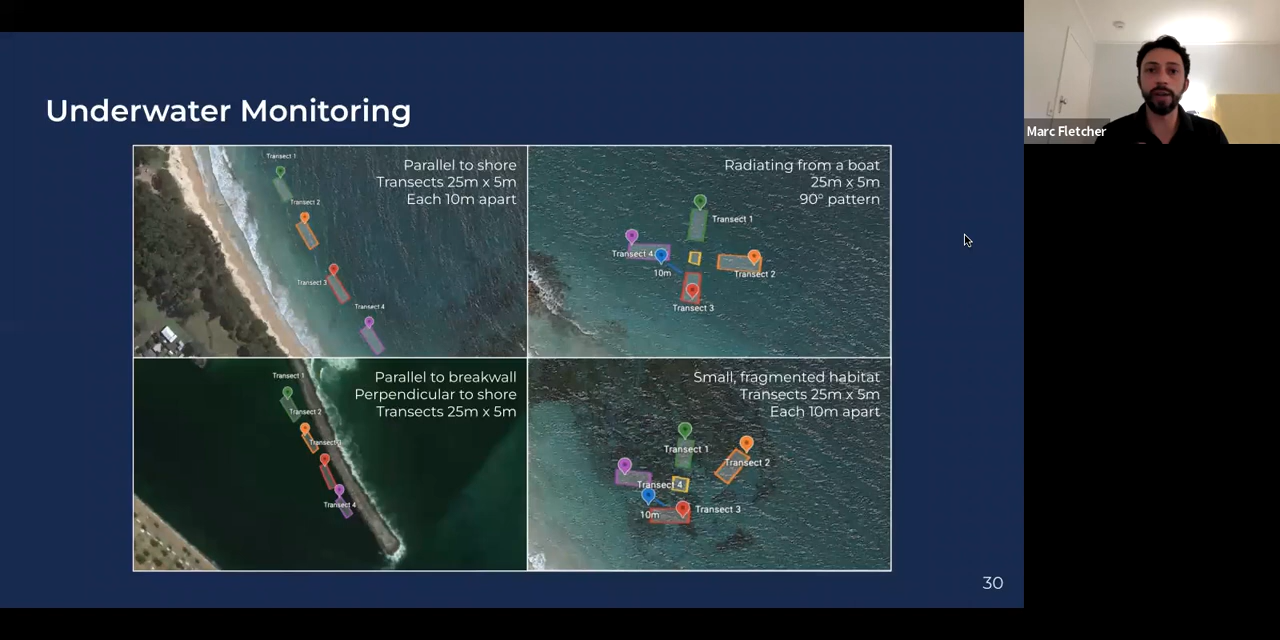 Marc Fletcher
Underwater Monitoring
Parallel to shore
Transects 25m x 5m
Each 10m apart
Transect 1
Transect 2
Transect 3
Transect 4
Radiating from a boat
25m x 5m
90° pattern
Transect 1
Transect 4
10m
Transect 2
Transect 3
Parallel to breakwall
Perpendicular to shore
Transects 25m x 5m
Transect 1
Transect 2
Transect 3
Transect 4
Small, fragmented habitat
Transects 25m x 5m
Each 10m apart
Transect 1
Transect 2
Transect 4
Transect 3
10m
30